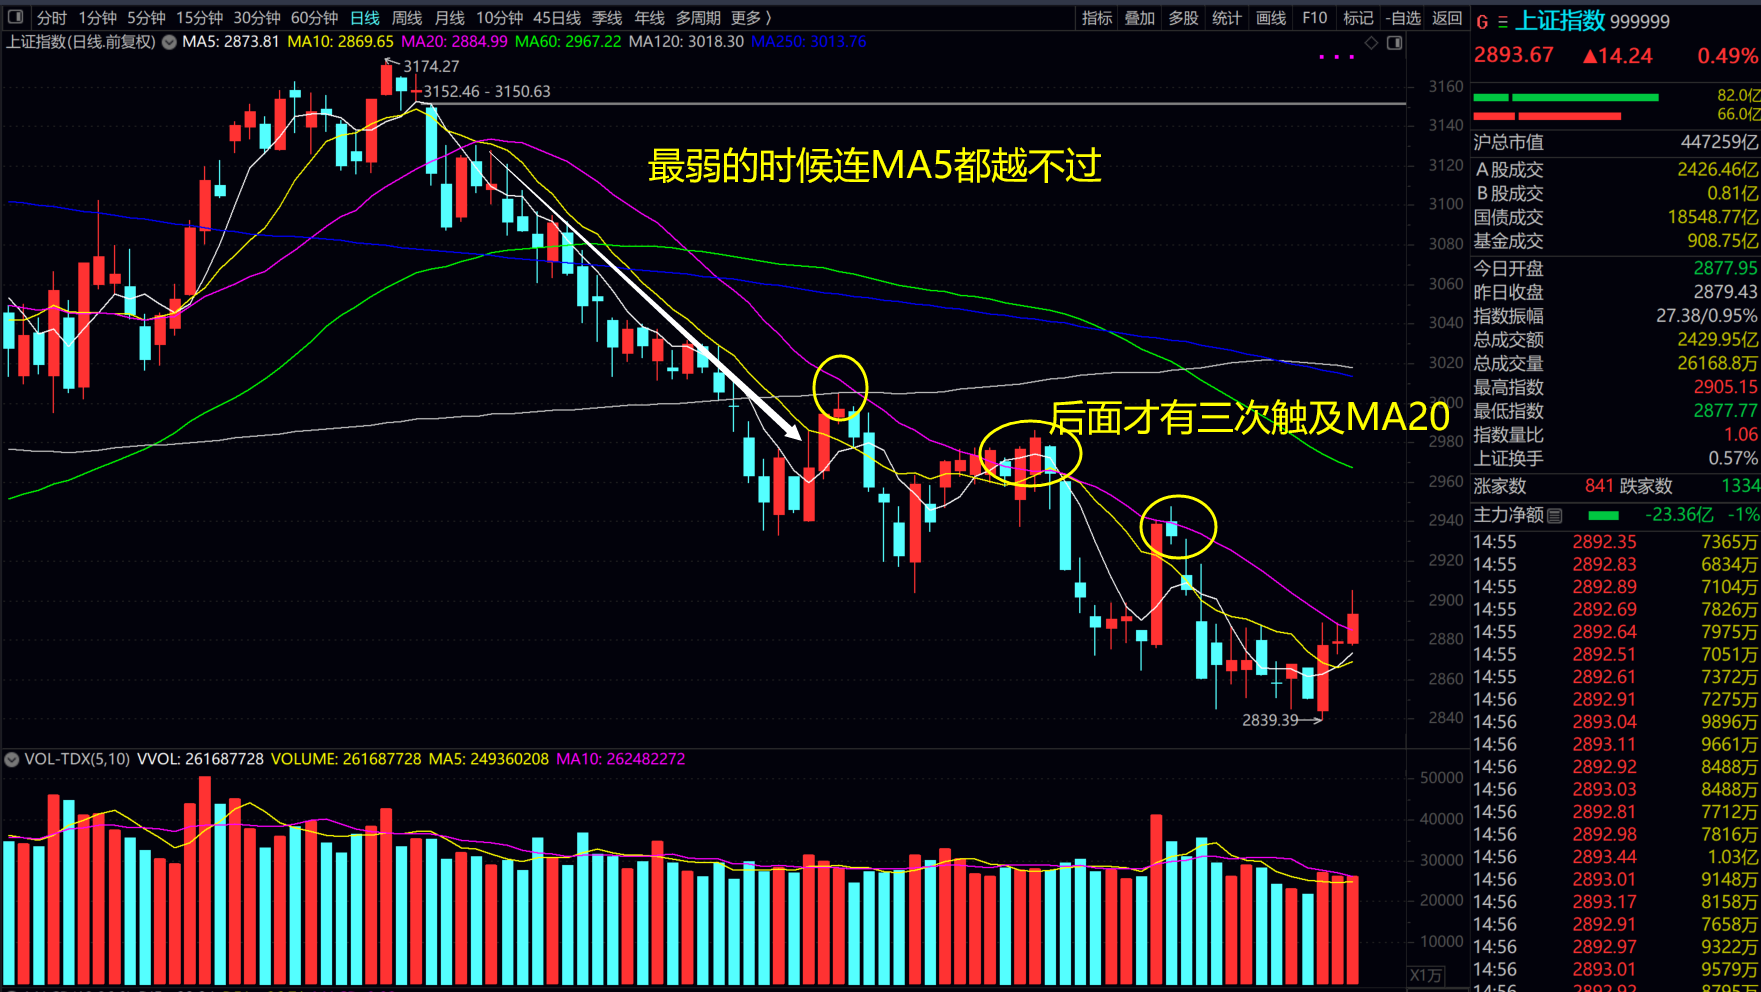 分时 1分钟 5分钟 15分钟 30分钟 60分钟 日线 周线 月线 10分钟 45日线 季线 年线 多周期 更多 〉 指标 叠加 多股 统计 画线 F10 标记 -自选 返回
上证指数(日线.前复权) MA5: 2873.81 MA10: 2869.65 MA20: 2884.99 MA60: 2967.22 MA120: 3018.30 MA250: 3013.76
3174.27
3152.46 - 3150.63
最弱的时候连MA5都越不过
后面才有三次触及MA20
2839.39
3160
3140
3120
3100
3080
3060
3040
3020
3000
2980
2960
2940
2920
2900
2880
2860
2840
VOL-TDX(5,10) VVOL: 261687728 VOLUME: 261687728 MA5: 249360208 MA10: 262482272
50000
40000
30000
20000
10000
X1万
G 上证指数 999999
2893.67 ▲14.24 0.49%
82.0亿
66.0亿
沪总市值 447259亿
A股成交 2426.46亿
B股成交 0.81亿
国债成交 18548.77亿
基金成交 908.75亿
今日开盘 2877.95
昨日收盘 2879.43
指数振幅 27.38/0.95%
总成交额 2429.95亿
总成交量 26168.8万
最高指数 2905.15
最低指数 2877.77
指数量比 1.06
上证换手 0.57%
涨家数 841 跌家数 1334
主力净额 -23.36亿 -1%
14:55 2892.35 7365万
14:55 2892.83 6834万
14:55 2892.89 7104万
14:55 2892.69 7826万
14:55 2892.64 7975万
14:55 2892.51 7051万
14:55 2892.61 7372万
14:56 2892.91 7275万
14:56 2893.04 9896万
14:56 2893.11 9661万
14:56 2892.92 8488万
14:56 2893.03 8488万
14:56 2892.81 7712万
14:56 2892.98 7816万
14:56 2893.44 1.03亿
14:56 2893.01 9148万
14:56 2893.17 8158万
14:56 2892.91 7658万
14:56 2892.97 9322万
14:56 2893.01 9579万
14:56 2892.92 8795万